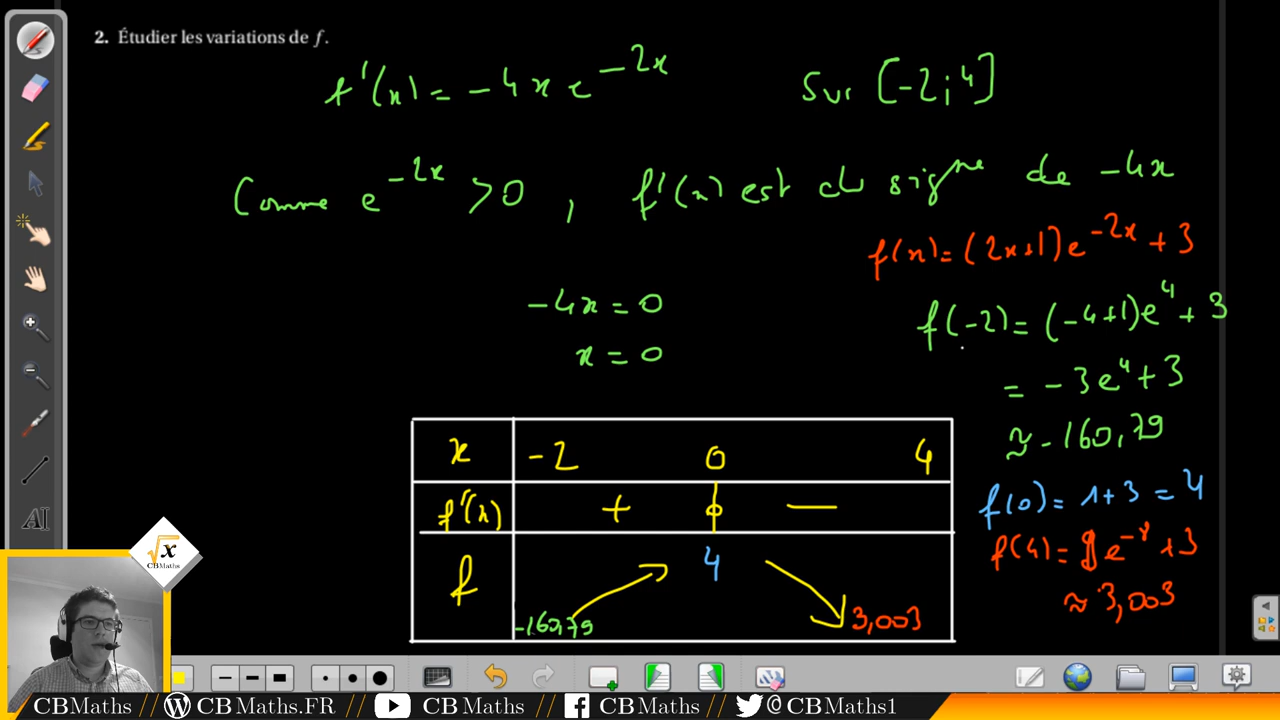 2. Étudier les variations de f.
f'(x) = -4x e^{-2x} Sur [-2;4]
Comme e^{-2x} > 0, f'(x) est du signe de -4x
f(x) = (2x+1)e^{-2x} + 3
-4x = 0
x = 0
f(-2) = (-4+1)e^4 + 3
= -3e^4 + 3
≈ -160,79
f(0) = 1+3 = 4
f(4) = 9e^{-8} + 3
≈ 3,003
x -2 0 4
f'(x) + 0 -
f 4
-160,79 3,003
√x
CBMaths
AI
CBMaths // CBMaths.FR // CBMaths // CBMaths // @CBMaths1